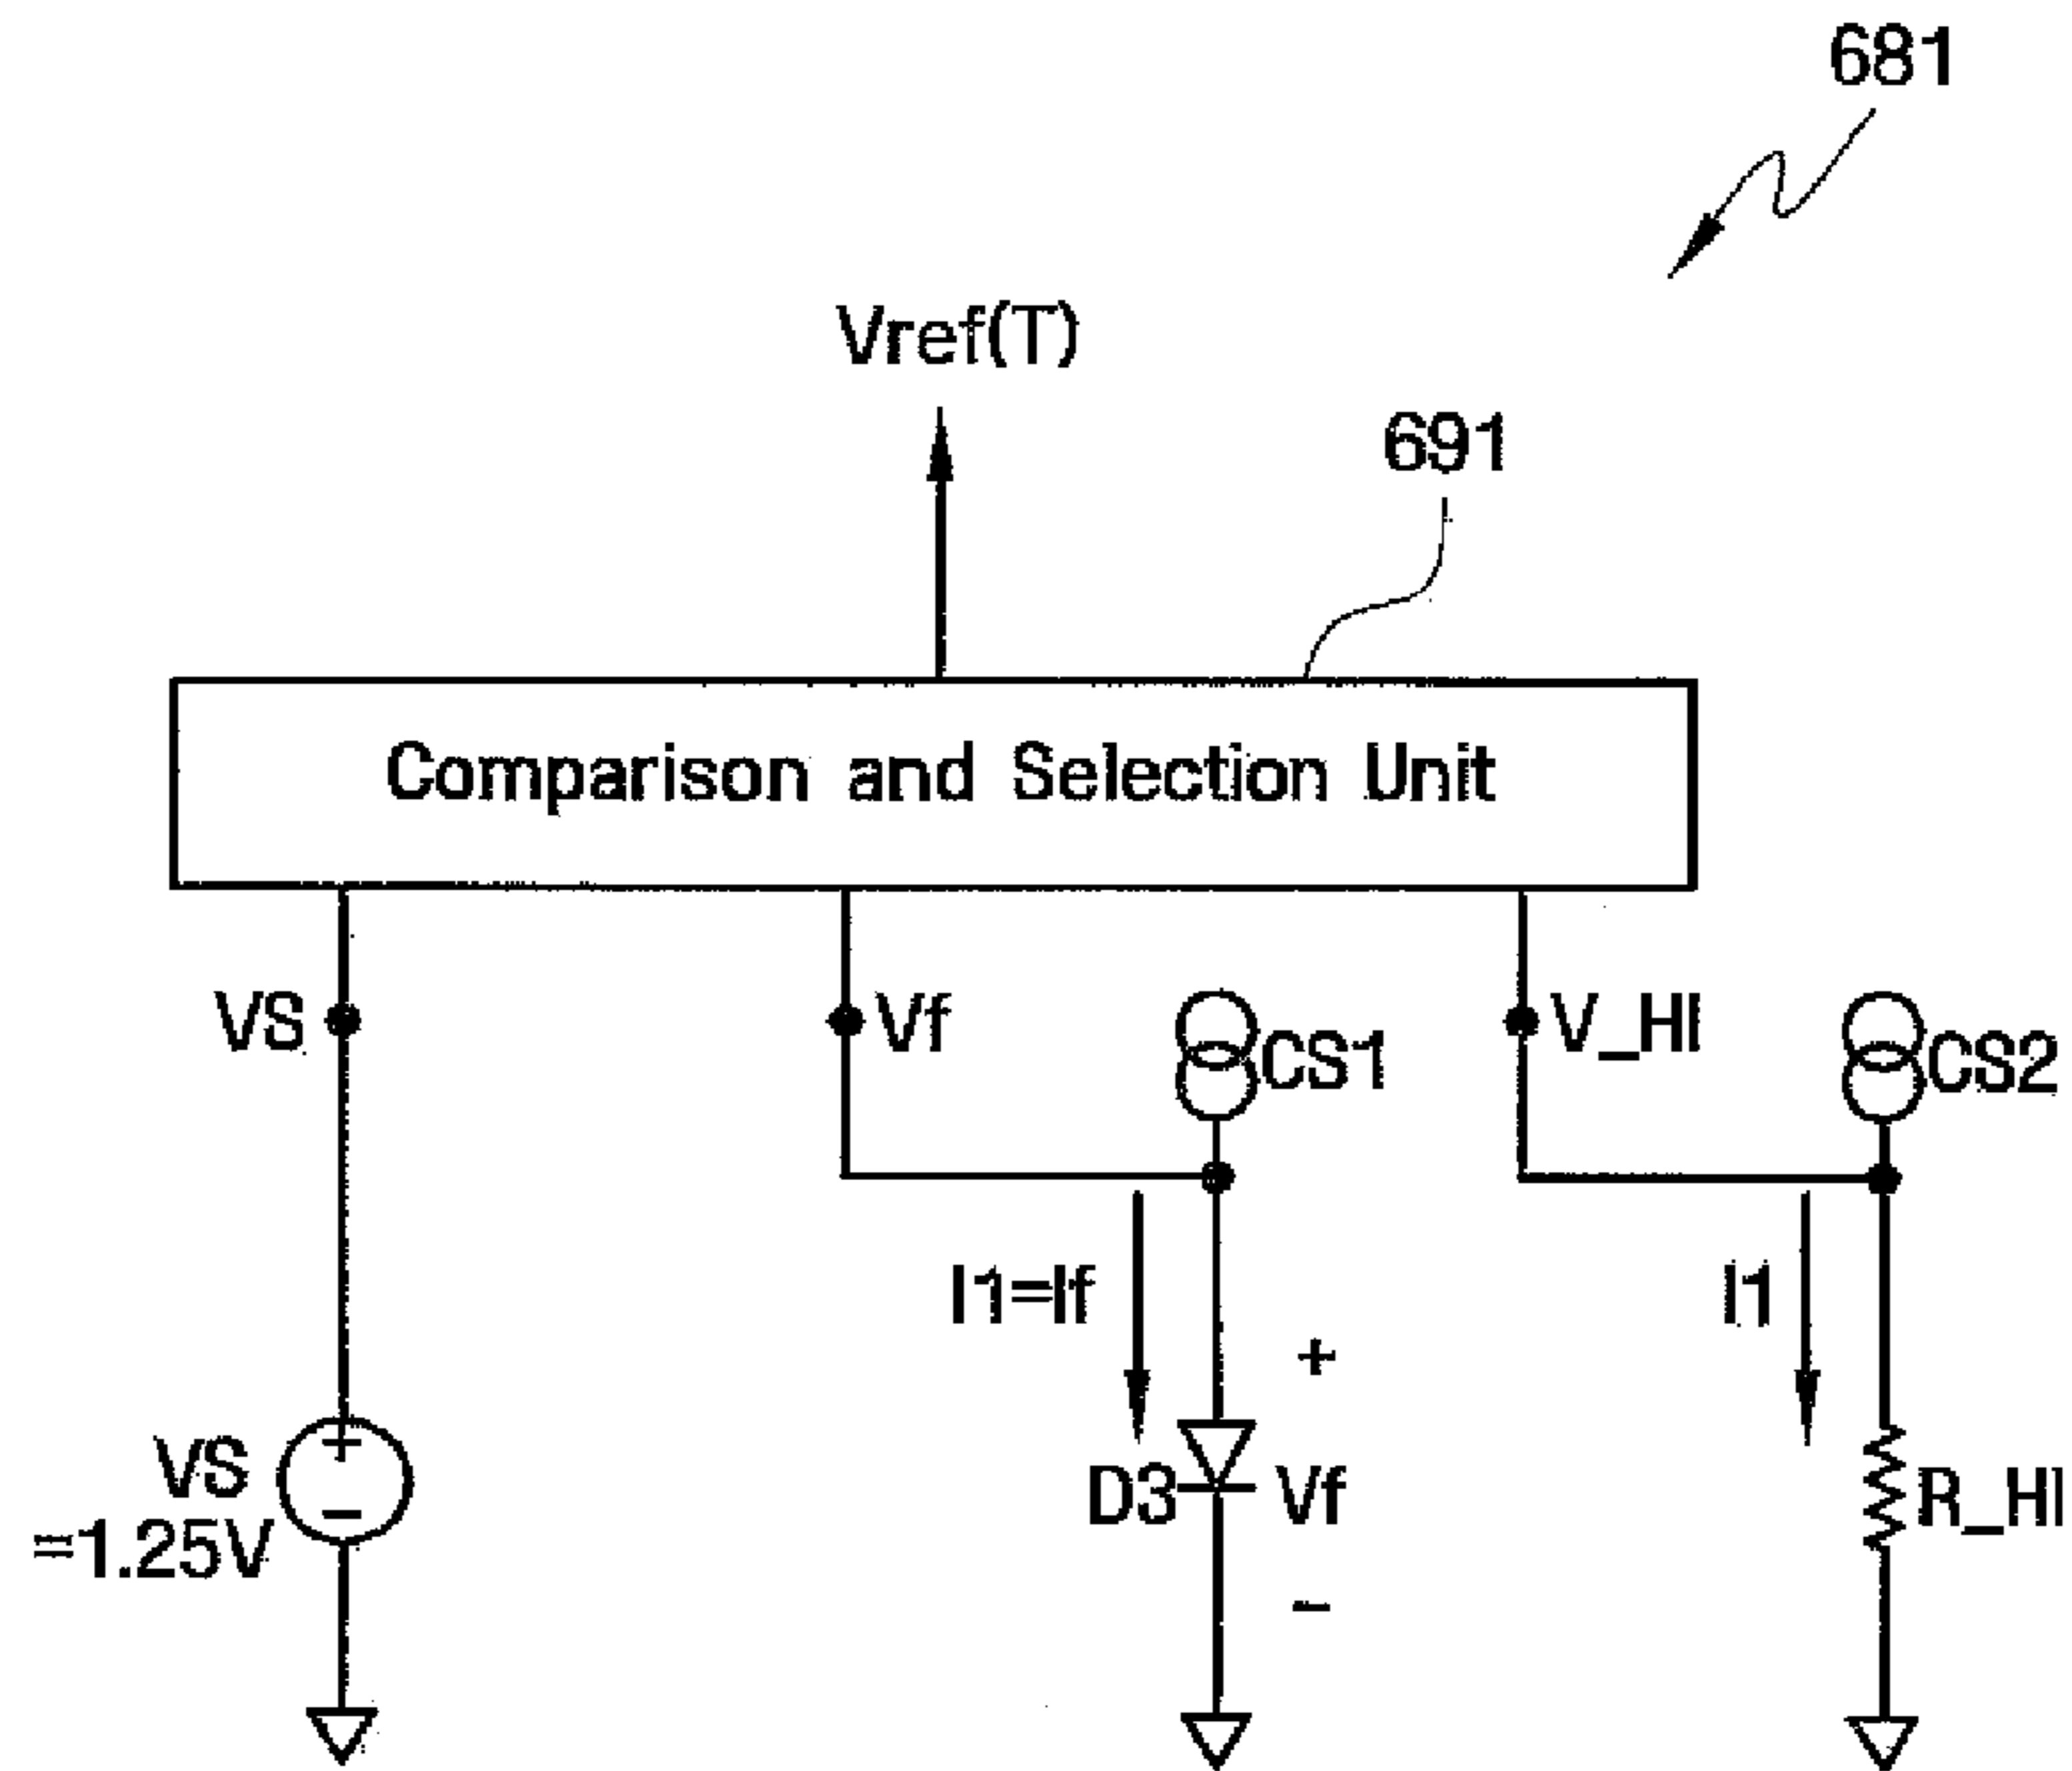 681
Vref(T)
691
Comparison and Selection Unit
VS
Vf
CS1
V_HI
CS2
I1=If
I1
+
VS
=1.25V
+
−
D3
Vf
R_HI
−